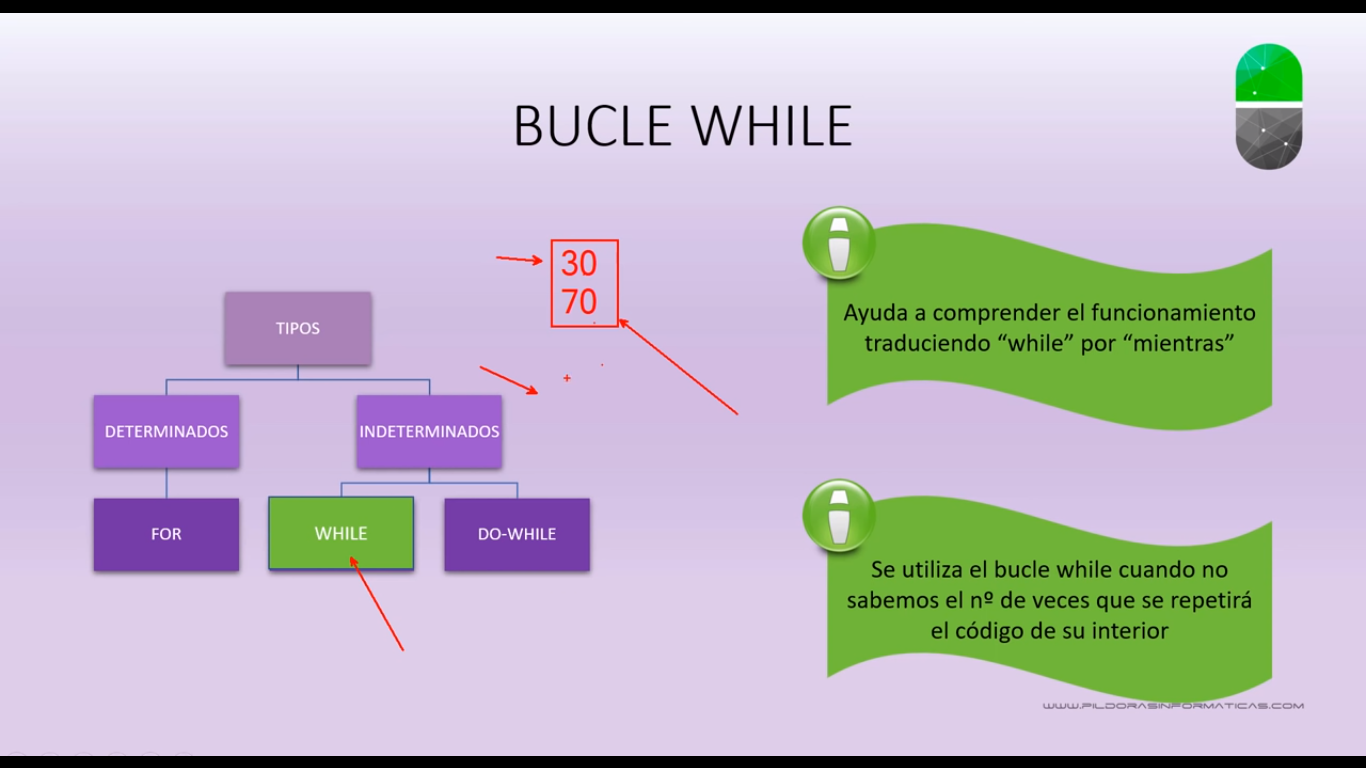 BUCLE WHILE
30
70
TIPOS
DETERMINADOS
INDETERMINADOS
FOR
WHILE
DO-WHILE
Ayuda a comprender el funcionamiento
traduciendo “while” por “mientras”
Se utiliza el bucle while cuando no
sabemos el nº de veces que se repetirá
el código de su interior
WWW.PILDORASINFORMATICAS.COM